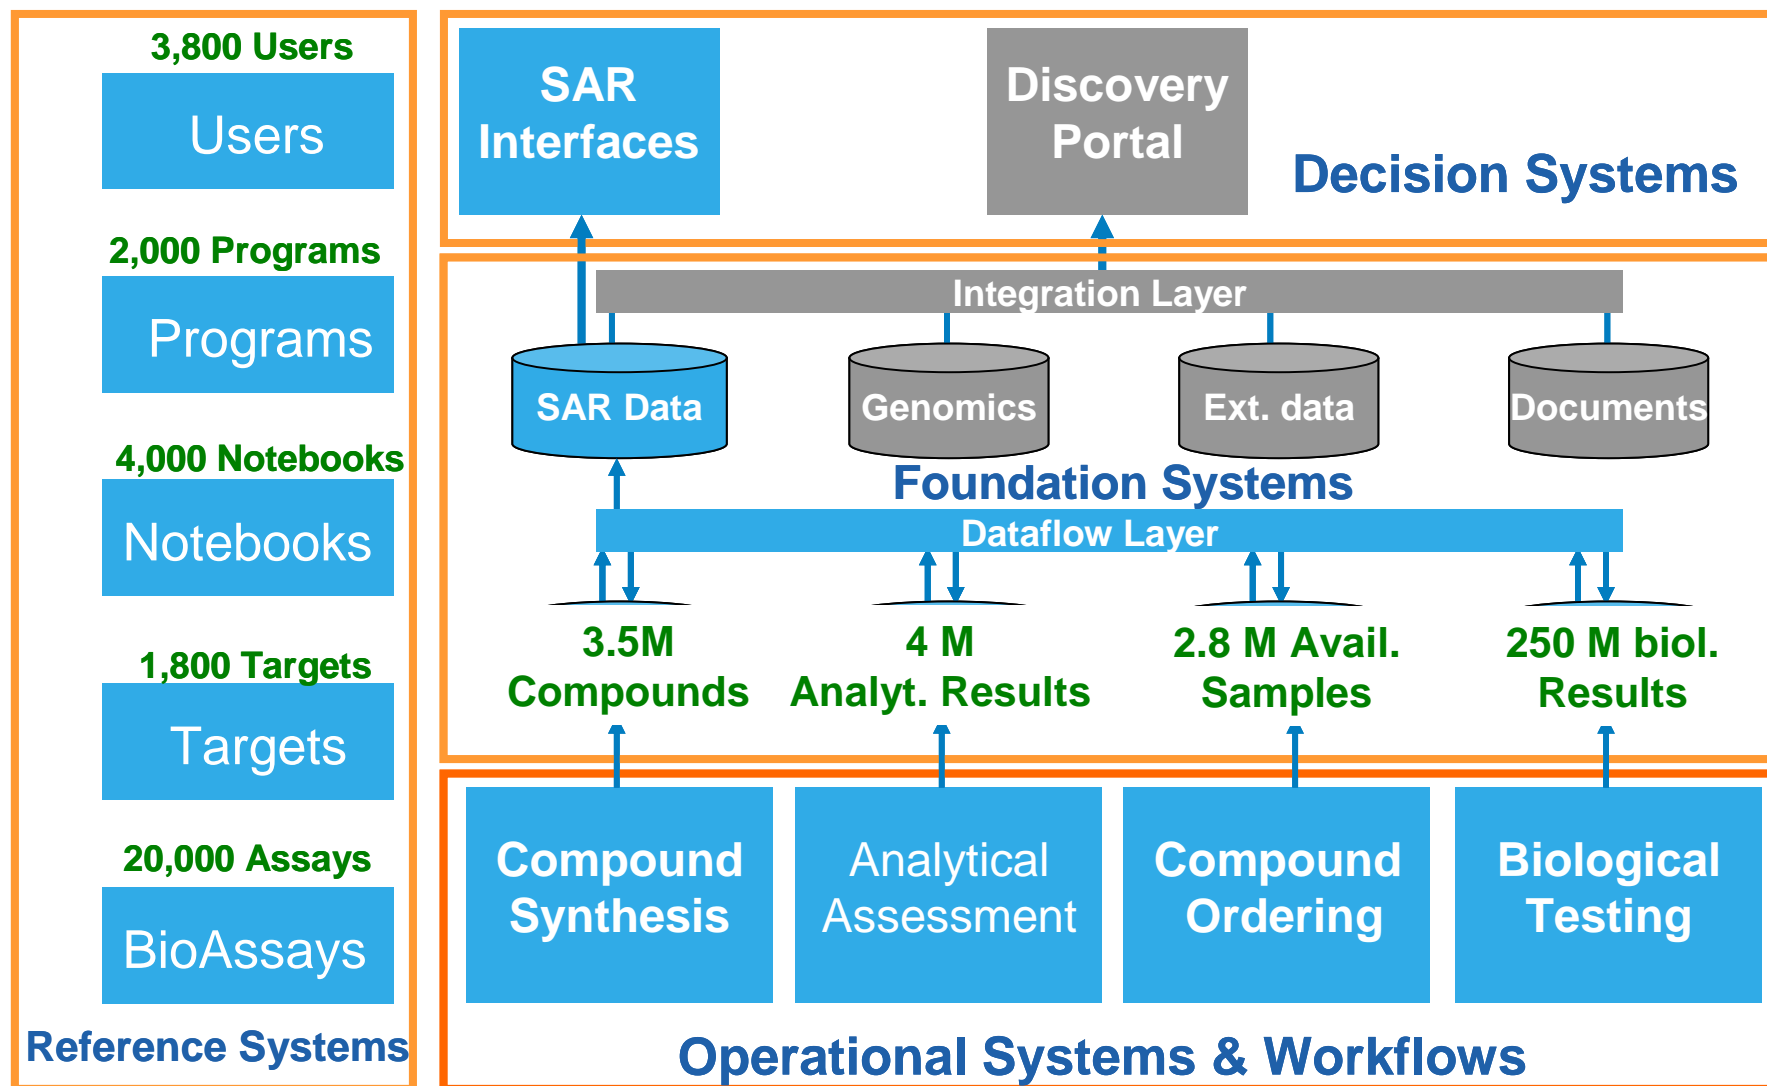 3,800 Users
Users
2,000 Programs
Programs
4,000 Notebooks
Notebooks
1,800 Targets
Targets
20,000 Assays
BioAssays
Reference Systems
SAR
Interfaces
Discovery
Portal
Decision Systems
Integration Layer
SAR Data
Genomics
Ext. data
Documents
Foundation Systems
Dataflow Layer
3.5M
Compounds
4 M
Analyt. Results
2.8 M Avail.
Samples
250 M biol.
Results
Compound
Synthesis
Analytical
Assessment
Compound
Ordering
Biological
Testing
Operational Systems & Workflows